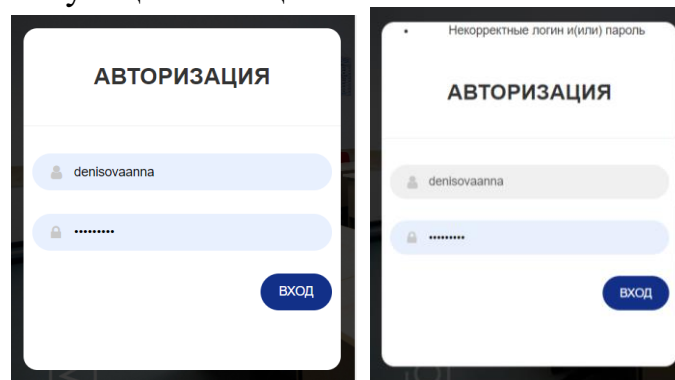 АВТОРИЗАЦИЯ
denisovaanna
•••••••••
ВХОД
• Некорректные логин и(или) пароль
АВТОРИЗАЦИЯ
denisovaanna
•••••••••
ВХОД